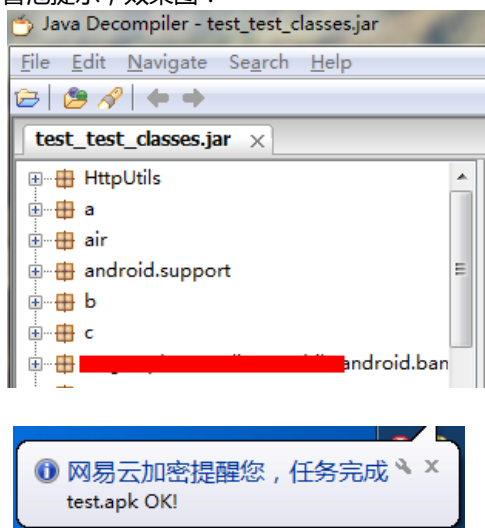 Java Decompiler - test_test_classes.jar
File Edit Navigate Search Help
test_test_classes.jar
HttpUtils
a
air
android.support
b
c
android.ban
网易云加密提醒您，任务完成
test.apk OK!